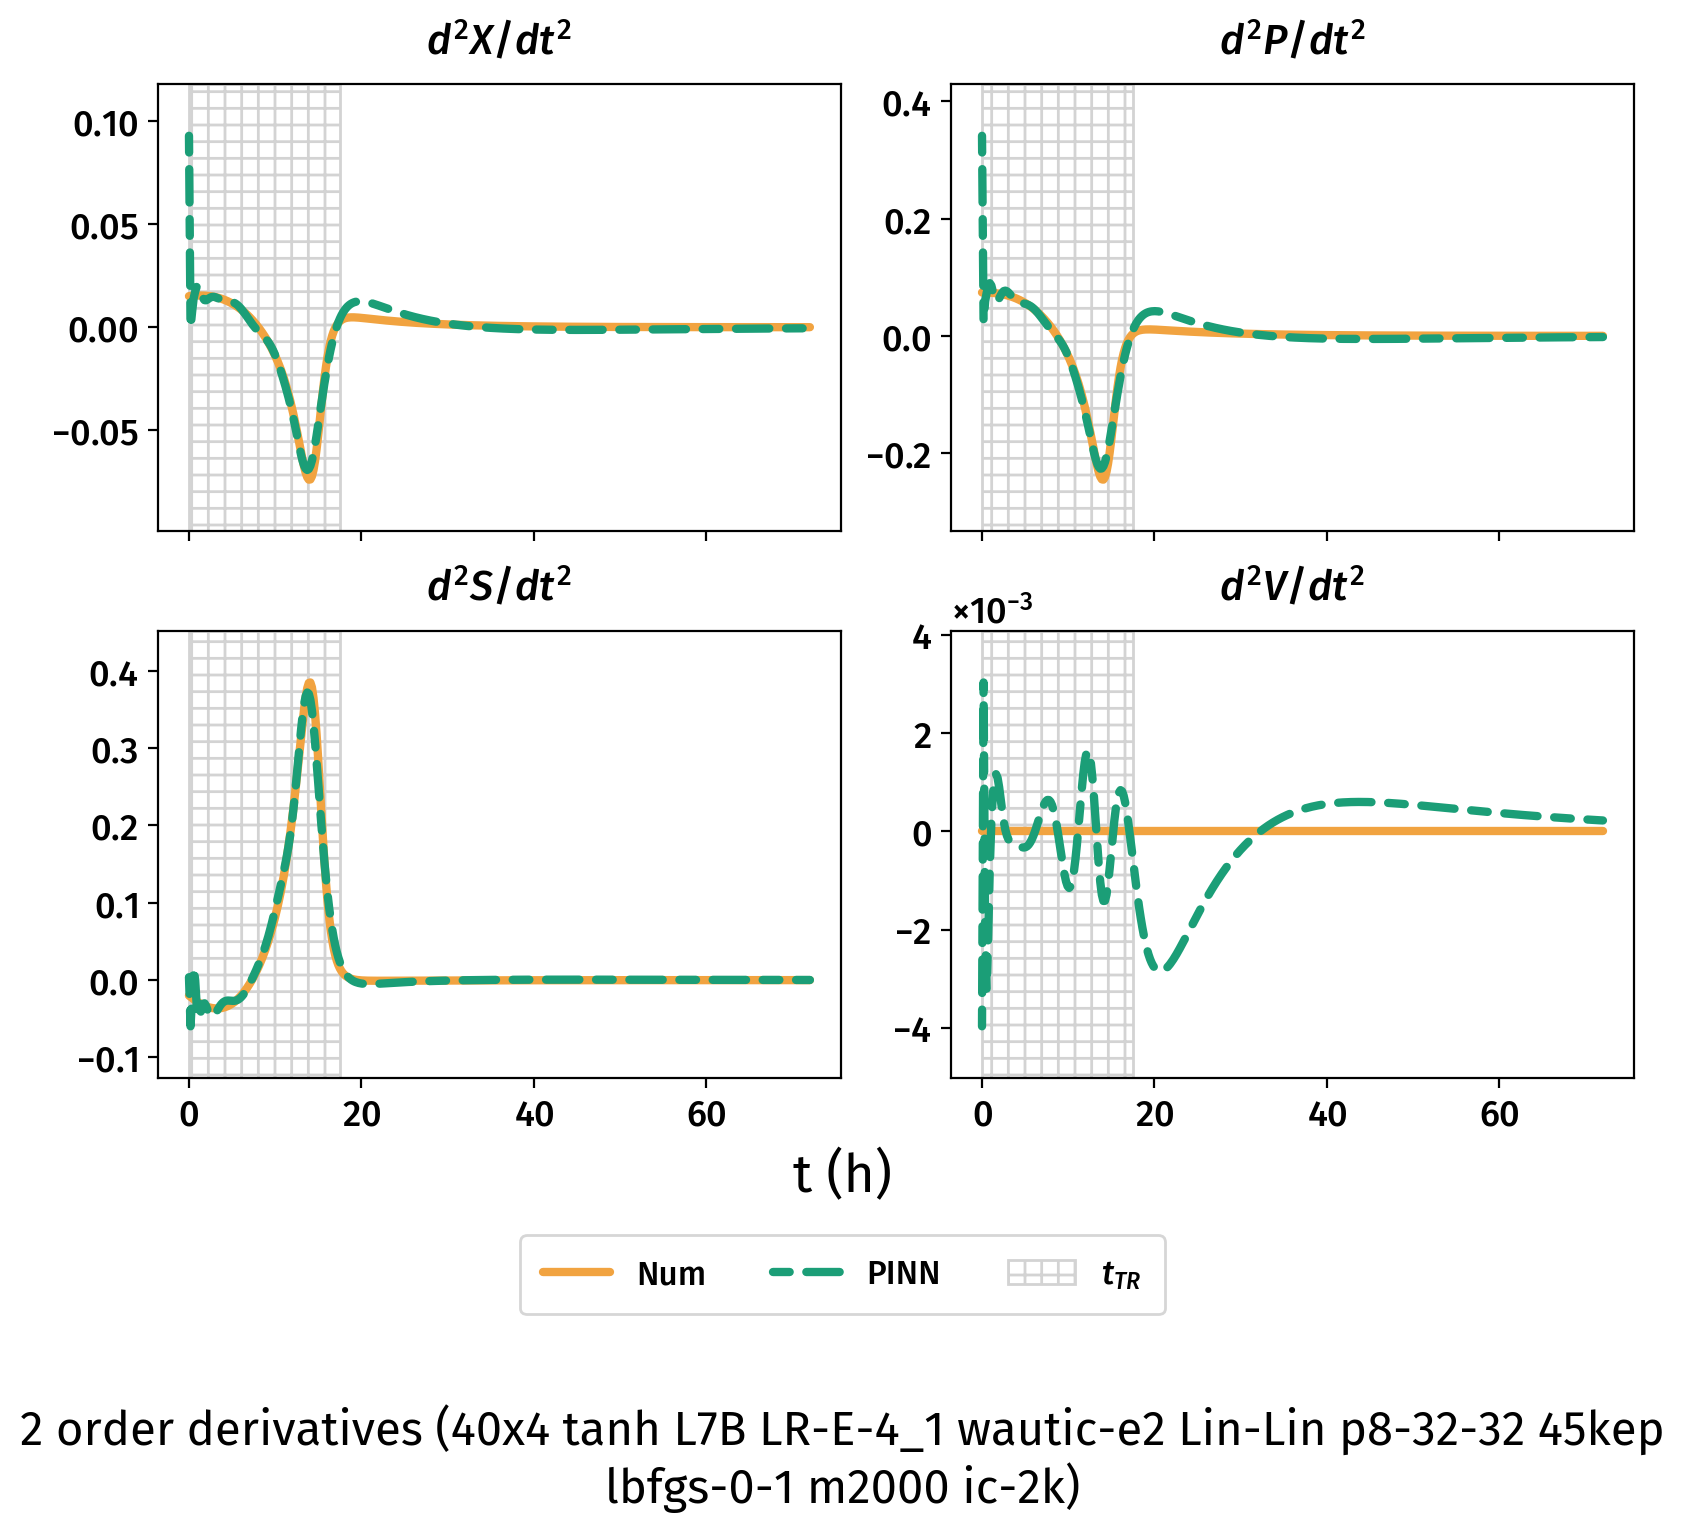 d²X/dt²
d²P/dt²
0.10
0.05
0.00
−0.05
0.4
0.2
0.0
−0.2
d²S/dt²
d²V/dt²
×10⁻³
0.4
0.3
0.2
0.1
0.0
−0.1
4
2
0
−2
−4
0 20 40 60
0 20 40 60
t (h)
Num PINN t_TR
2 order derivatives (40x4 tanh L7B LR-E-4_1 wautic-e2 Lin-Lin p8-32-32 45kep
lbfgs-0-1 m2000 ic-2k)